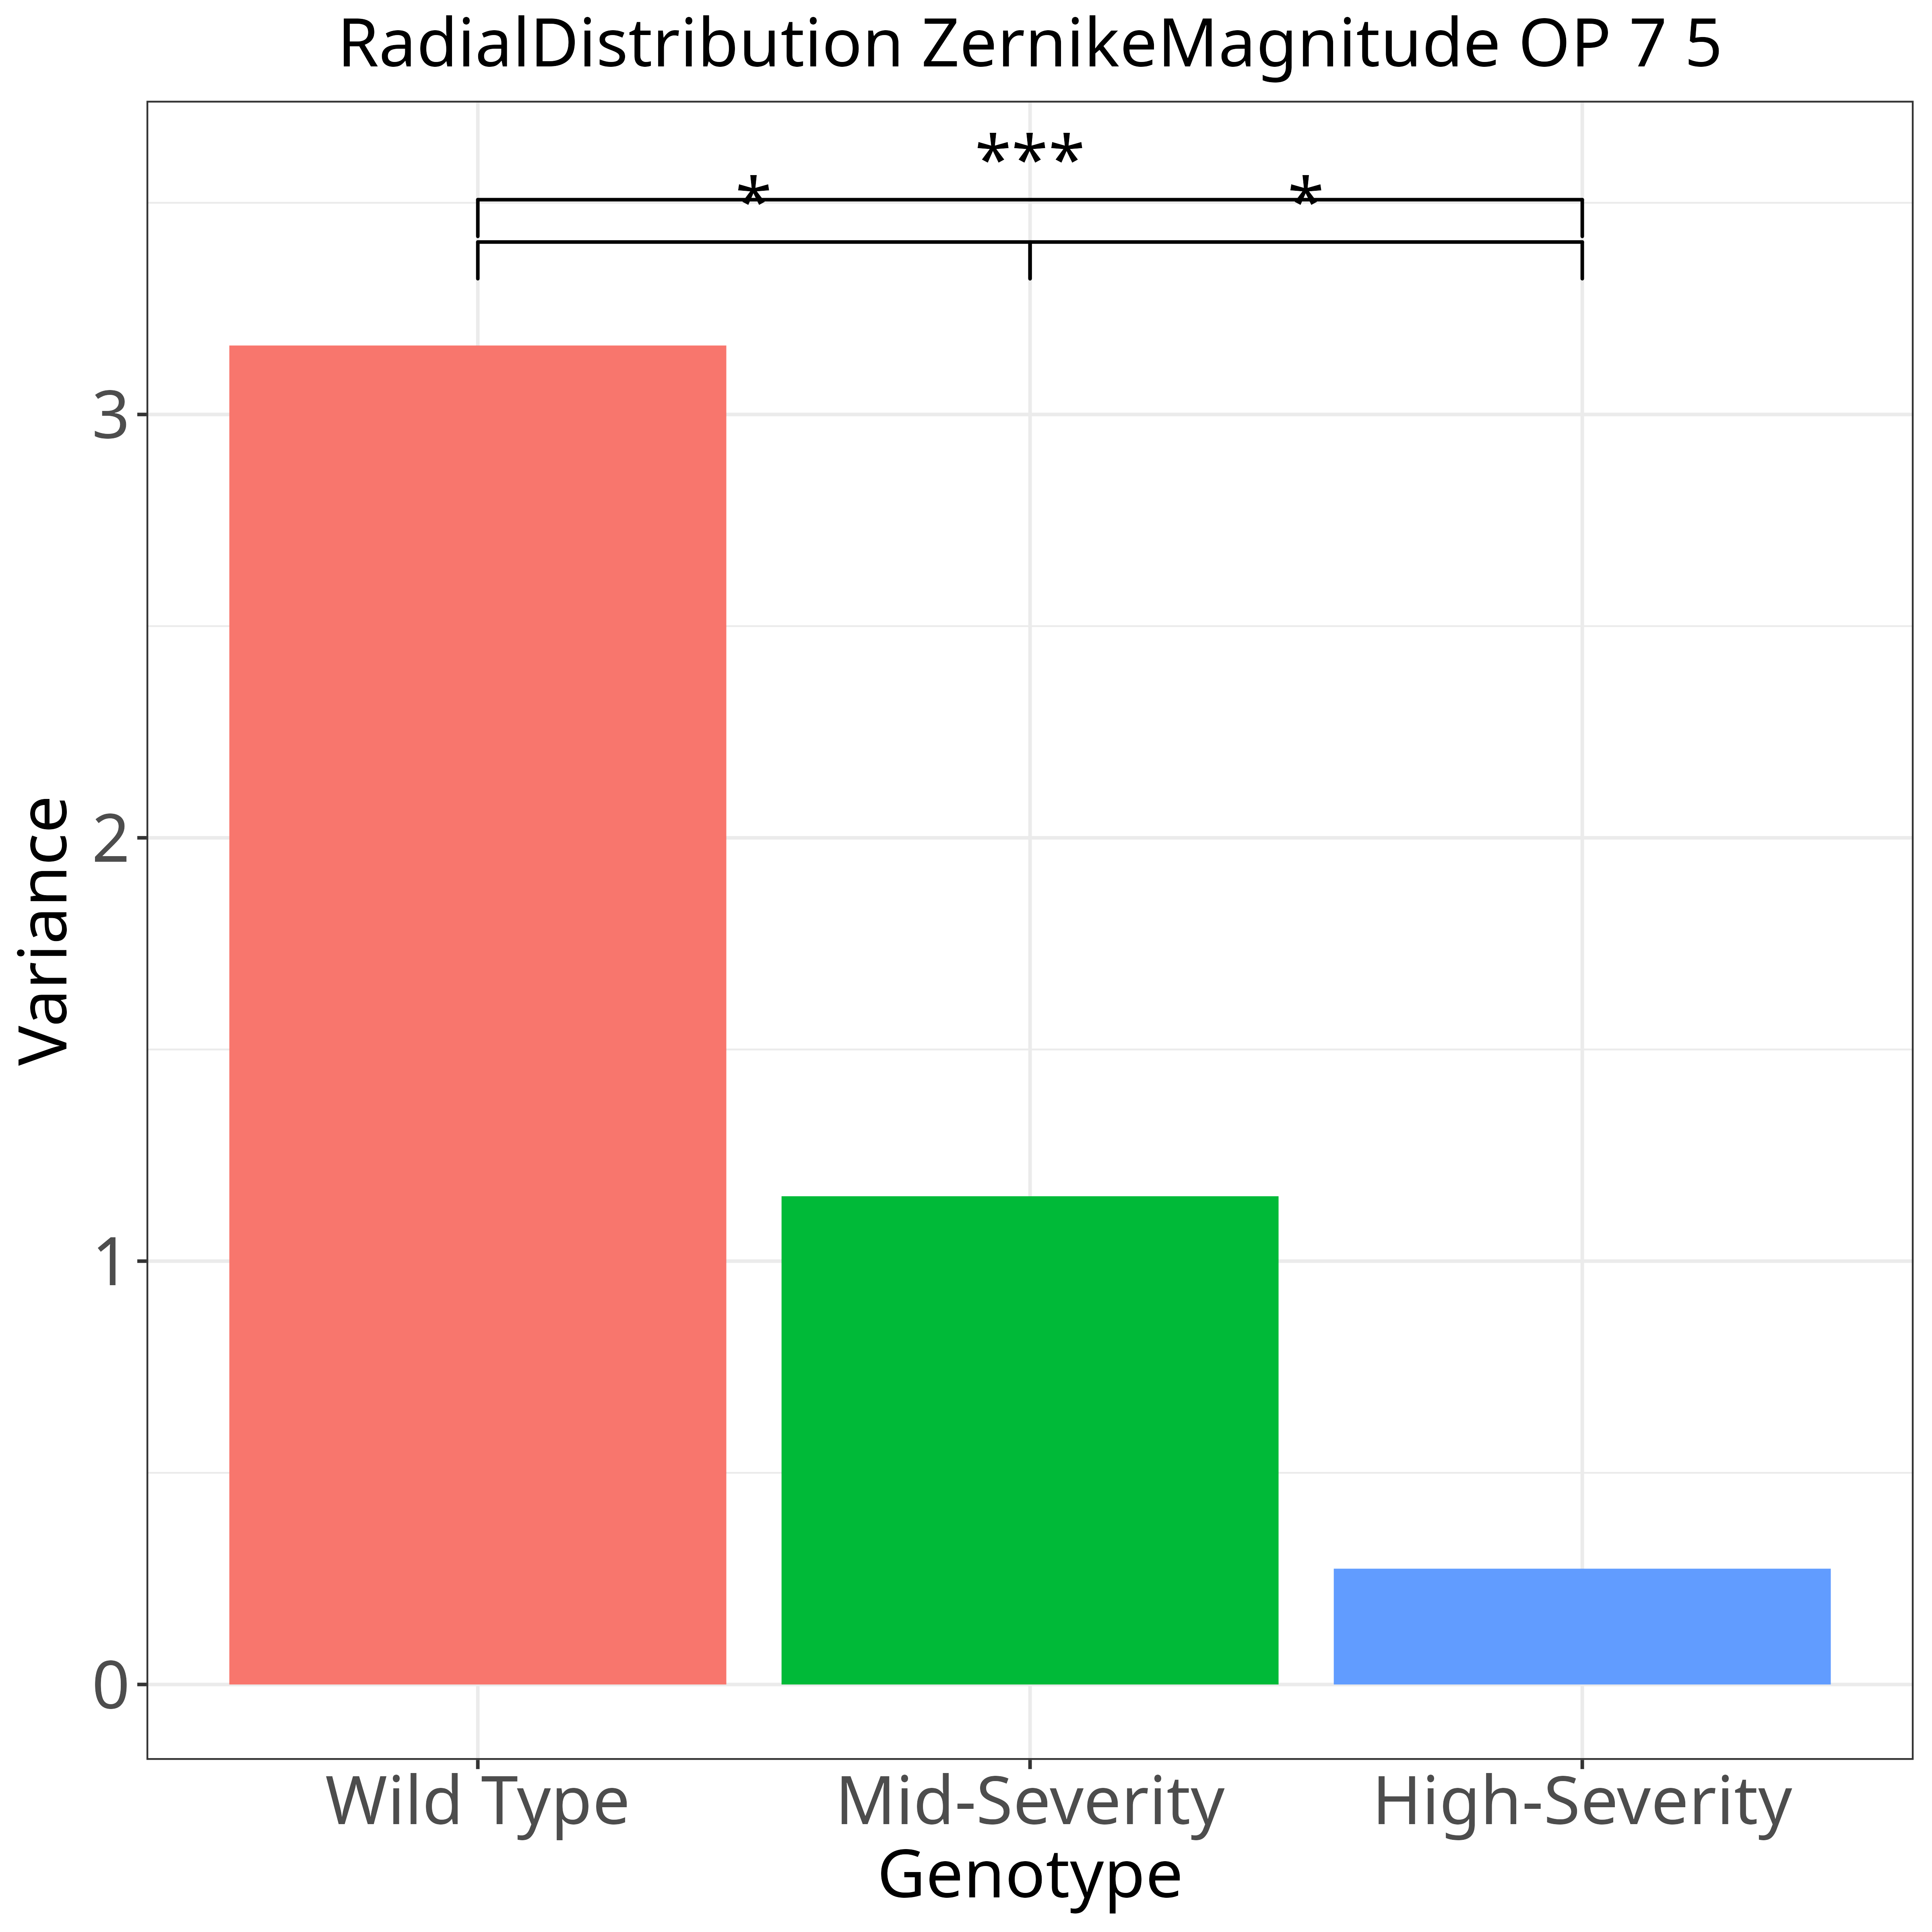 RadialDistribution ZernikeMagnitude OP 7 5
***
* *
3
2
1
0
Variance
Wild Type Mid-Severity High-Severity
Genotype